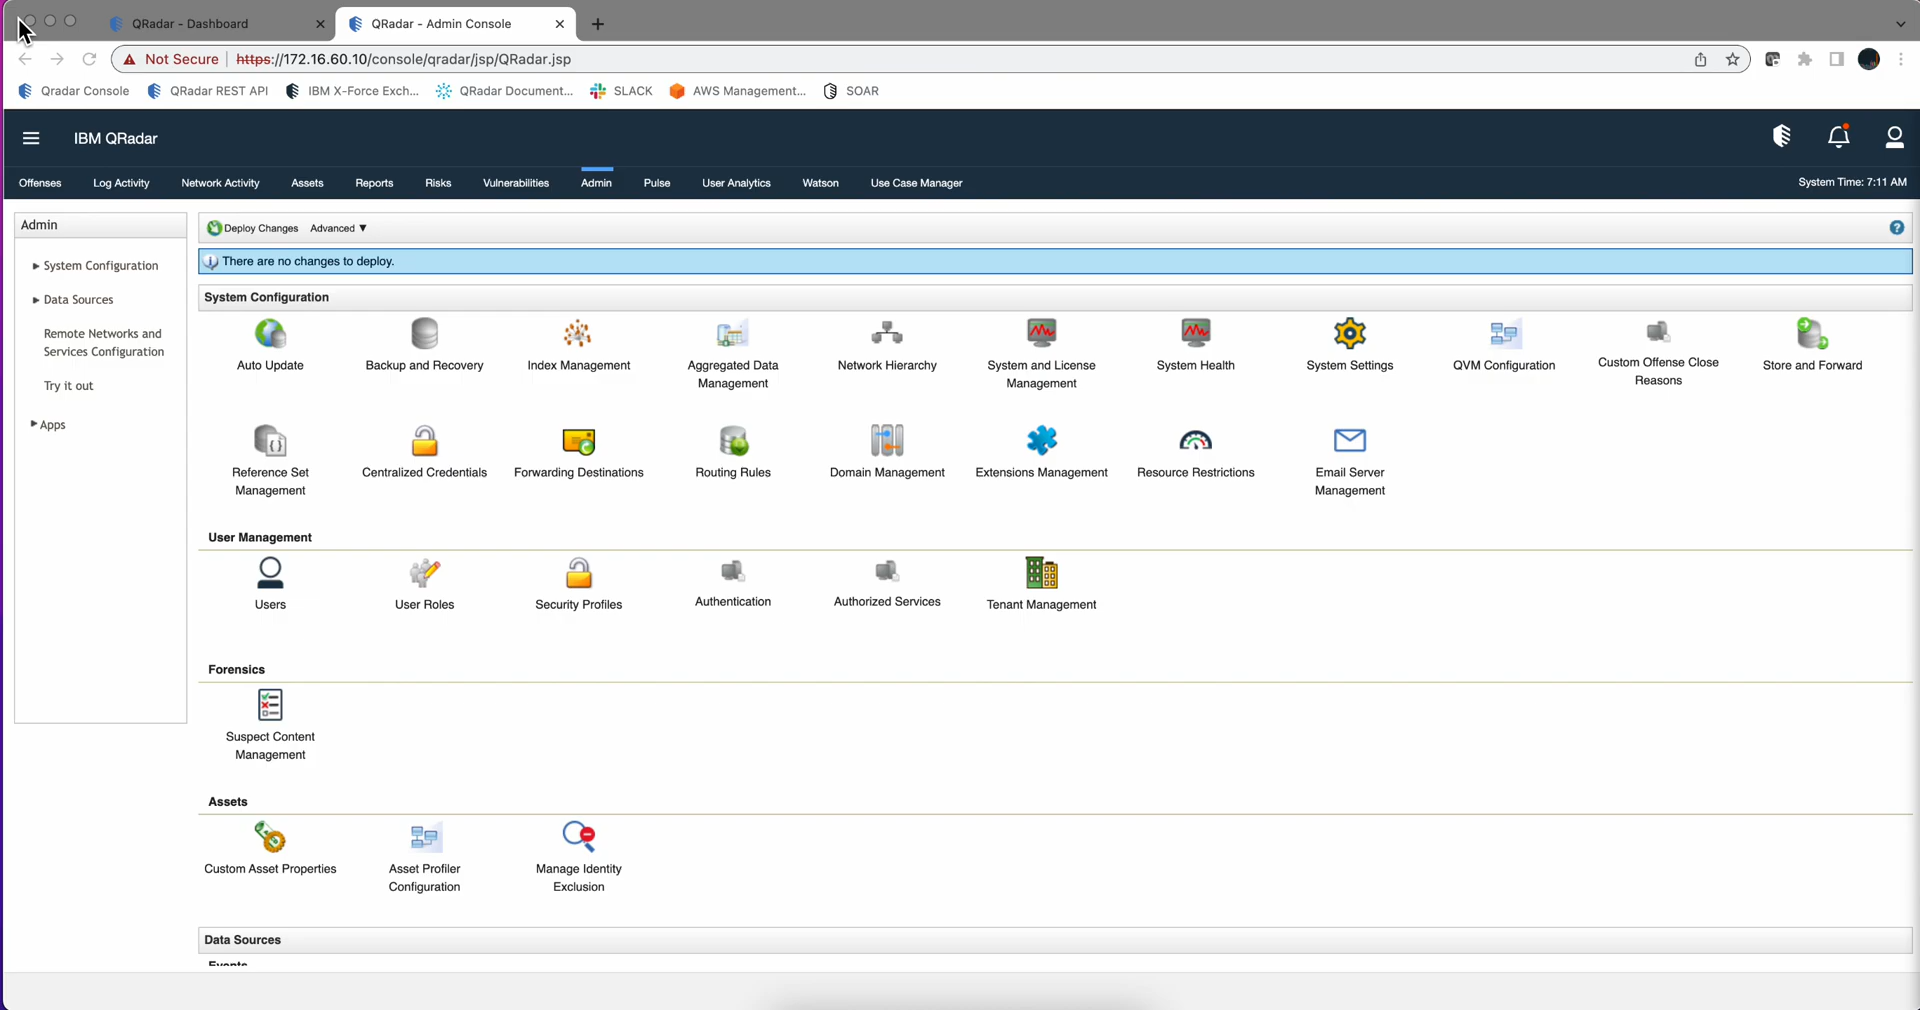 QRadar - Dashboard
QRadar - Admin Console
Not Secure | https://172.16.60.10/console/qradar/jsp/QRadar.jsp
Qradar Console QRadar REST API IBM X-Force Exch... QRadar Document... SLACK AWS Management... SOAR
IBM QRadar
Offenses Log Activity Network Activity Assets Reports Risks Vulnerabilities Admin Pulse User Analytics Watson Use Case Manager System Time: 7:11 AM
Admin
System Configuration
Data Sources
Remote Networks and
Services Configuration
Try it out
Apps
Deploy Changes Advanced ▼
There are no changes to deploy.
System Configuration
Auto Update
Backup and Recovery
Index Management
Aggregated Data
Management
Network Hierarchy
System and License
Management
System Health
System Settings
QVM Configuration
Custom Offense Close
Reasons
Store and Forward
Reference Set
Management
Centralized Credentials
Forwarding Destinations
Routing Rules
Domain Management
Extensions Management
Resource Restrictions
Email Server
Management
User Management
Users
User Roles
Security Profiles
Authentication
Authorized Services
Tenant Management
Forensics
Suspect Content
Management
Assets
Custom Asset Properties
Asset Profiler
Configuration
Manage Identity
Exclusion
Data Sources
Events